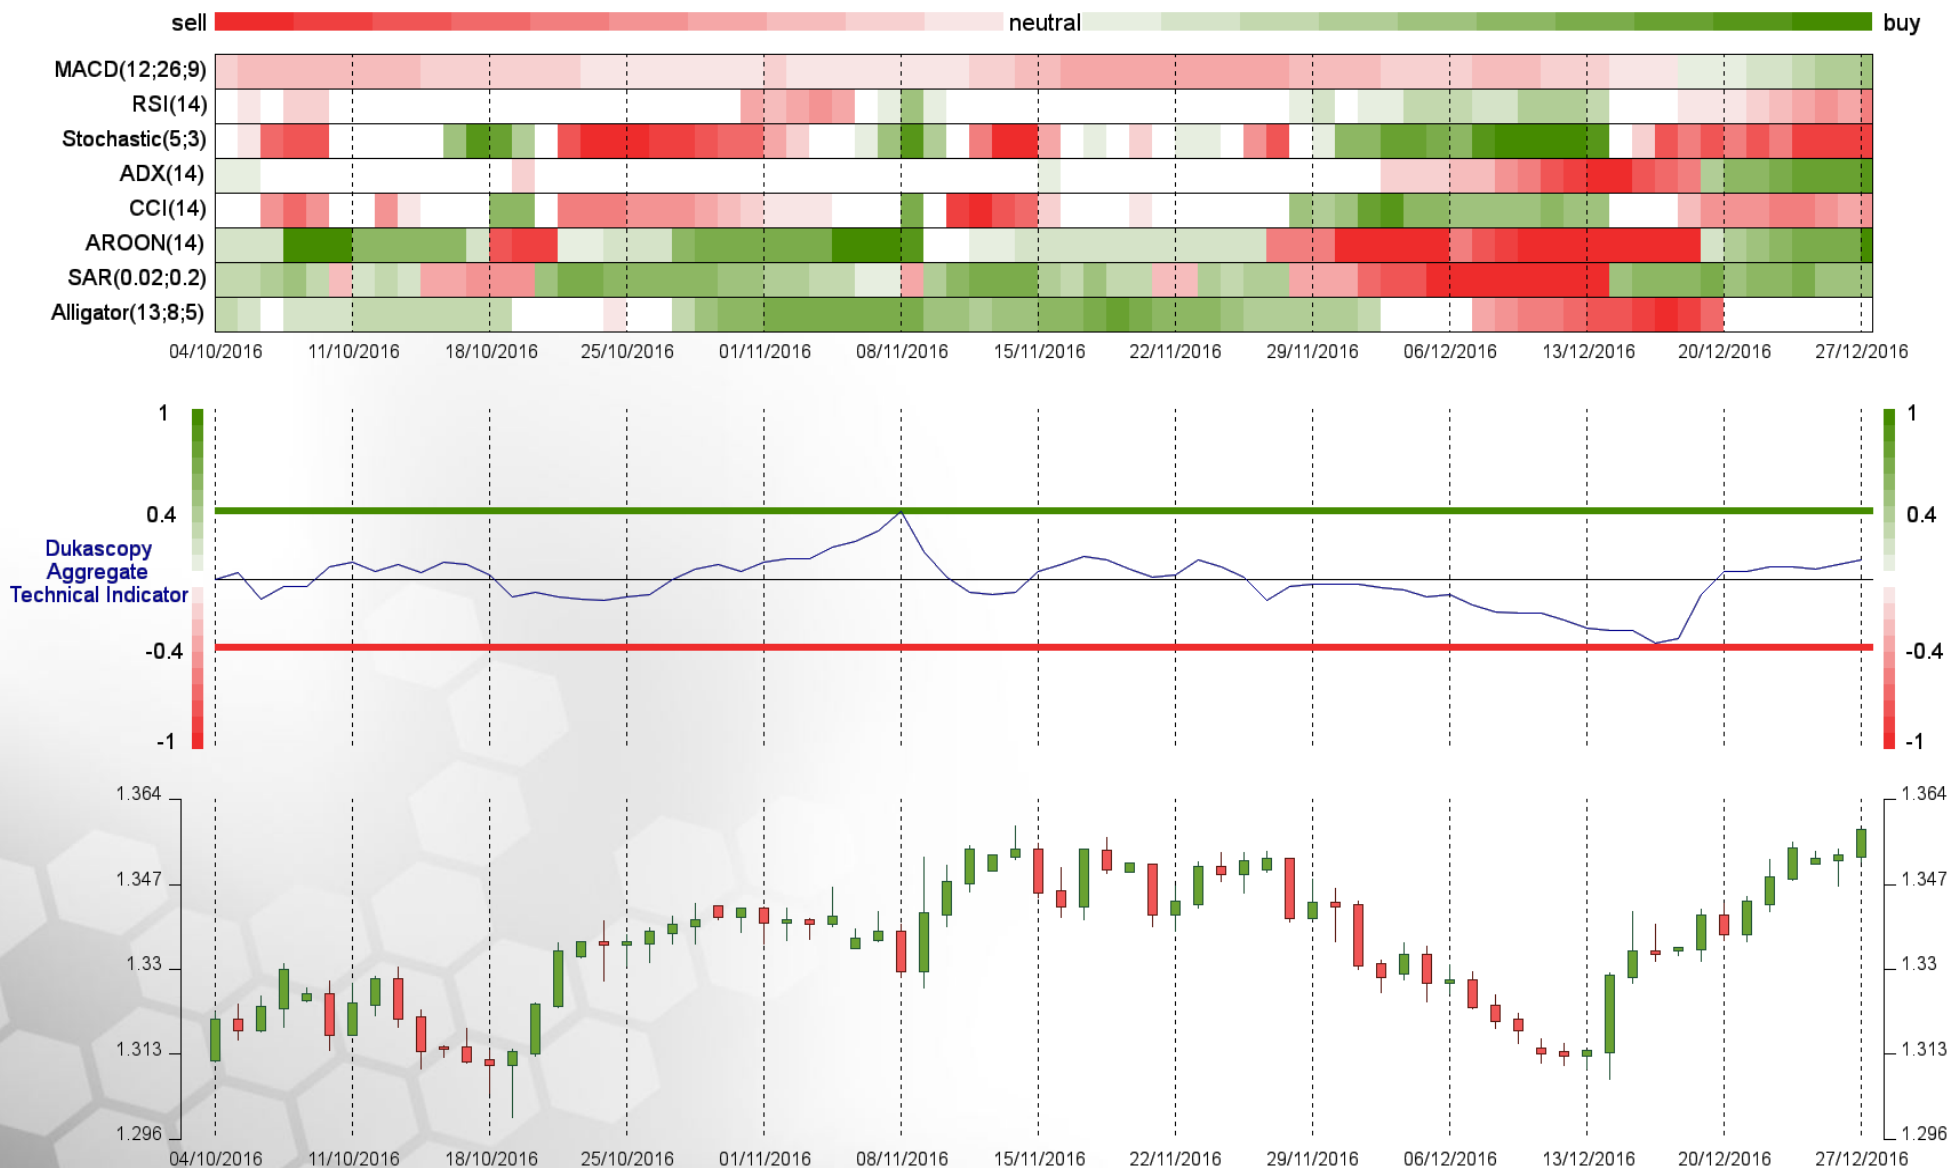 sell neutral buy
MACD(12;26;9)
RSI(14)
Stochastic(5;3)
ADX(14)
CCI(14)
AROON(14)
SAR(0.02;0.2)
Alligator(13;8;5)
04/10/2016 11/10/2016 18/10/2016 25/10/2016 01/11/2016 08/11/2016 15/11/2016 22/11/2016 29/11/2016 06/12/2016 13/12/2016 20/12/2016 27/12/2016
1 1
0.4 0.4
Dukascopy
Aggregate
Technical Indicator
-0.4 -0.4
-1 -1
1.364 1.364
1.347 1.347
1.33 1.33
1.313 1.313
1.296 1.296
04/10/2016 11/10/2016 18/10/2016 25/10/2016 01/11/2016 08/11/2016 15/11/2016 22/11/2016 29/11/2016 06/12/2016 13/12/2016 20/12/2016 27/12/2016